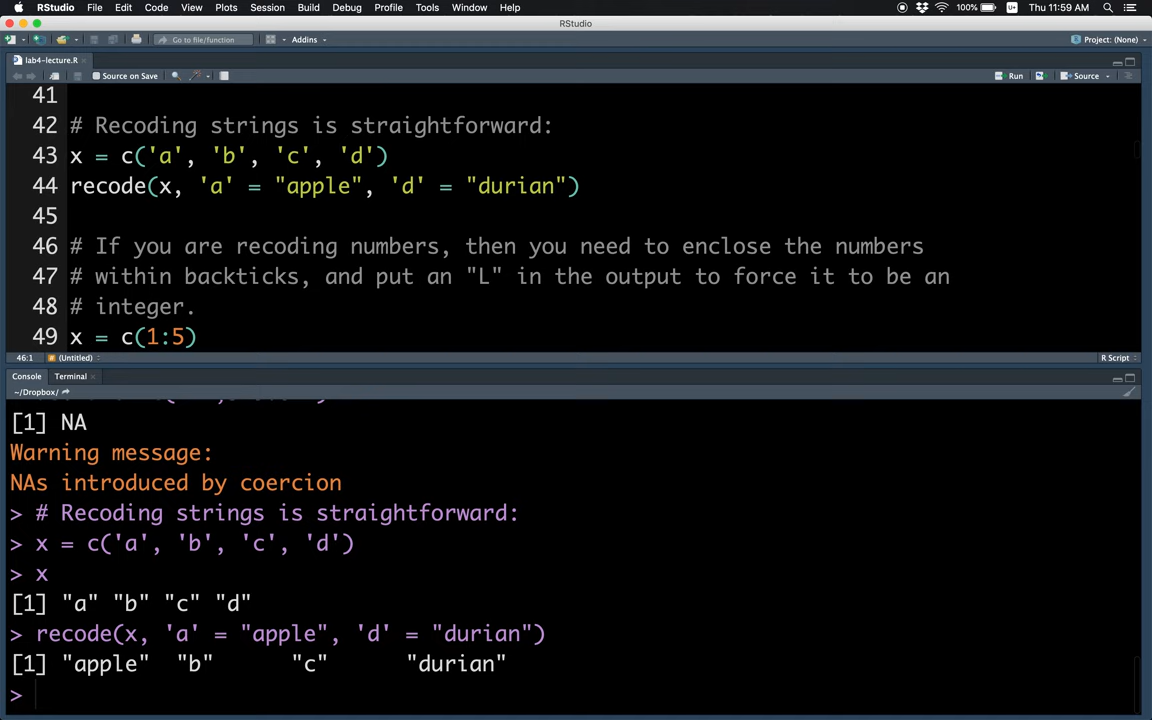 RStudio File Edit Code View Plots Session Build Debug Profile Tools Window Help 100% Thu 11:59 AM
RStudio
Go to file/function Addins Project: (None)
lab4-lecture.R
Source on Save Run Source
41
42 # Recoding strings is straightforward:
43 x = c('a', 'b', 'c', 'd')
44 recode(x, 'a' = "apple", 'd' = "durian")
45
46 # If you are recoding numbers, then you need to enclose the numbers
47 # within backticks, and put an "L" in the output to force it to be an
48 # integer.
49 x = c(1:5)
46:1 (Untitled) R Script
Console Terminal
~/Dropbox/
[1] NA
Warning message:
NAs introduced by coercion
> # Recoding strings is straightforward:
> x = c('a', 'b', 'c', 'd')
> x
[1] "a" "b" "c" "d"
> recode(x, 'a' = "apple", 'd' = "durian")
[1] "apple" "b" "c" "durian"
>